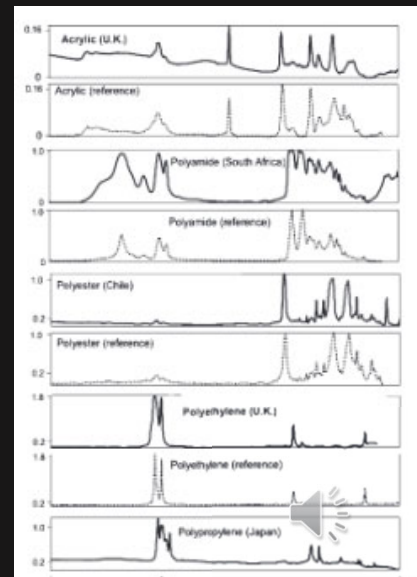 0.16
Acrylic (U.K.)
0
0.16
Acrylic (reference)
0
1.0
Polyamide (South Africa)
0
1.0
Polyamide (reference)
0
1.0
Polyester (Chile)
0.2
1.0
Polyester (reference)
0.2
1.8
Polyethylene (U.K.)
0.2
1.8
Polyethylene (reference)
0.2
1.0
Polypropylene (Japan)
0.2